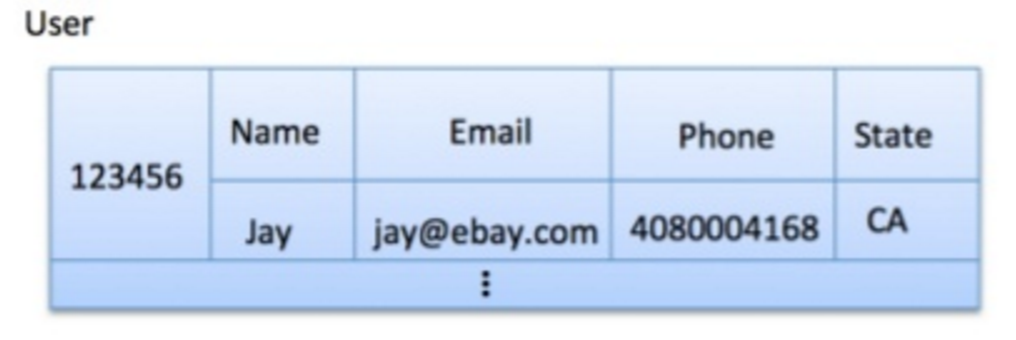 User
Name Email Phone State
123456
Jay jay@ebay.com 4080004168 CA
⋮